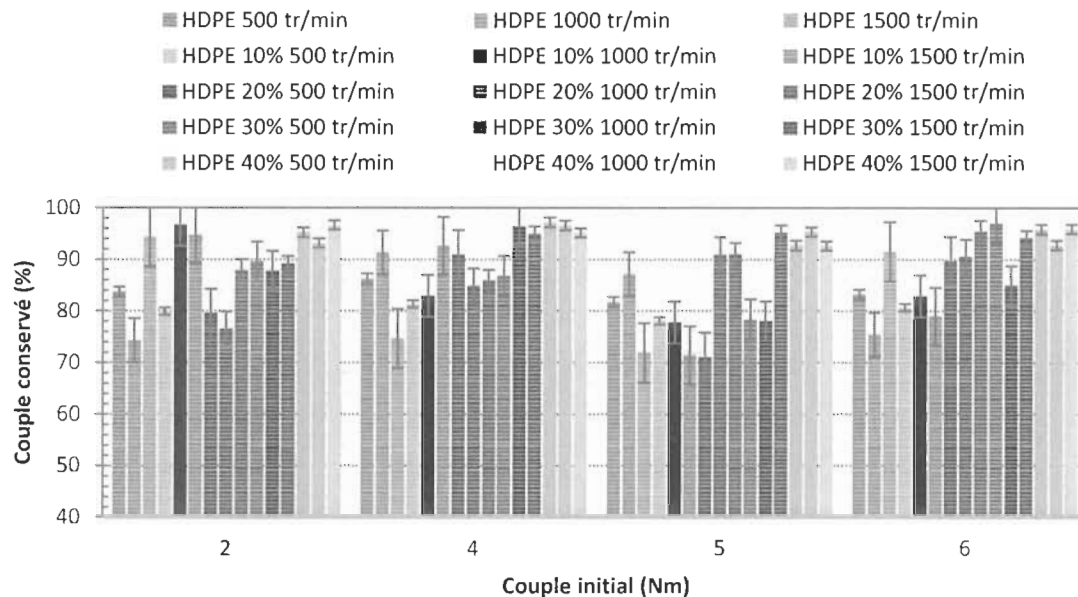 HDPE 500 tr/min HDPE 1000 tr/min HDPE 1500 tr/min
HDPE 10% 500 tr/min HDPE 10% 1000 tr/min HDPE 10% 1500 tr/min
HDPE 20% 500 tr/min HDPE 20% 1000 tr/min HDPE 20% 1500 tr/min
HDPE 30% 500 tr/min HDPE 30% 1000 tr/min HDPE 30% 1500 tr/min
HDPE 40% 500 tr/min HDPE 40% 1000 tr/min HDPE 40% 1500 tr/min
Couple conservé (%)
100
90
80
70
60
50
40
2 4 5 6
Couple initial (Nm)